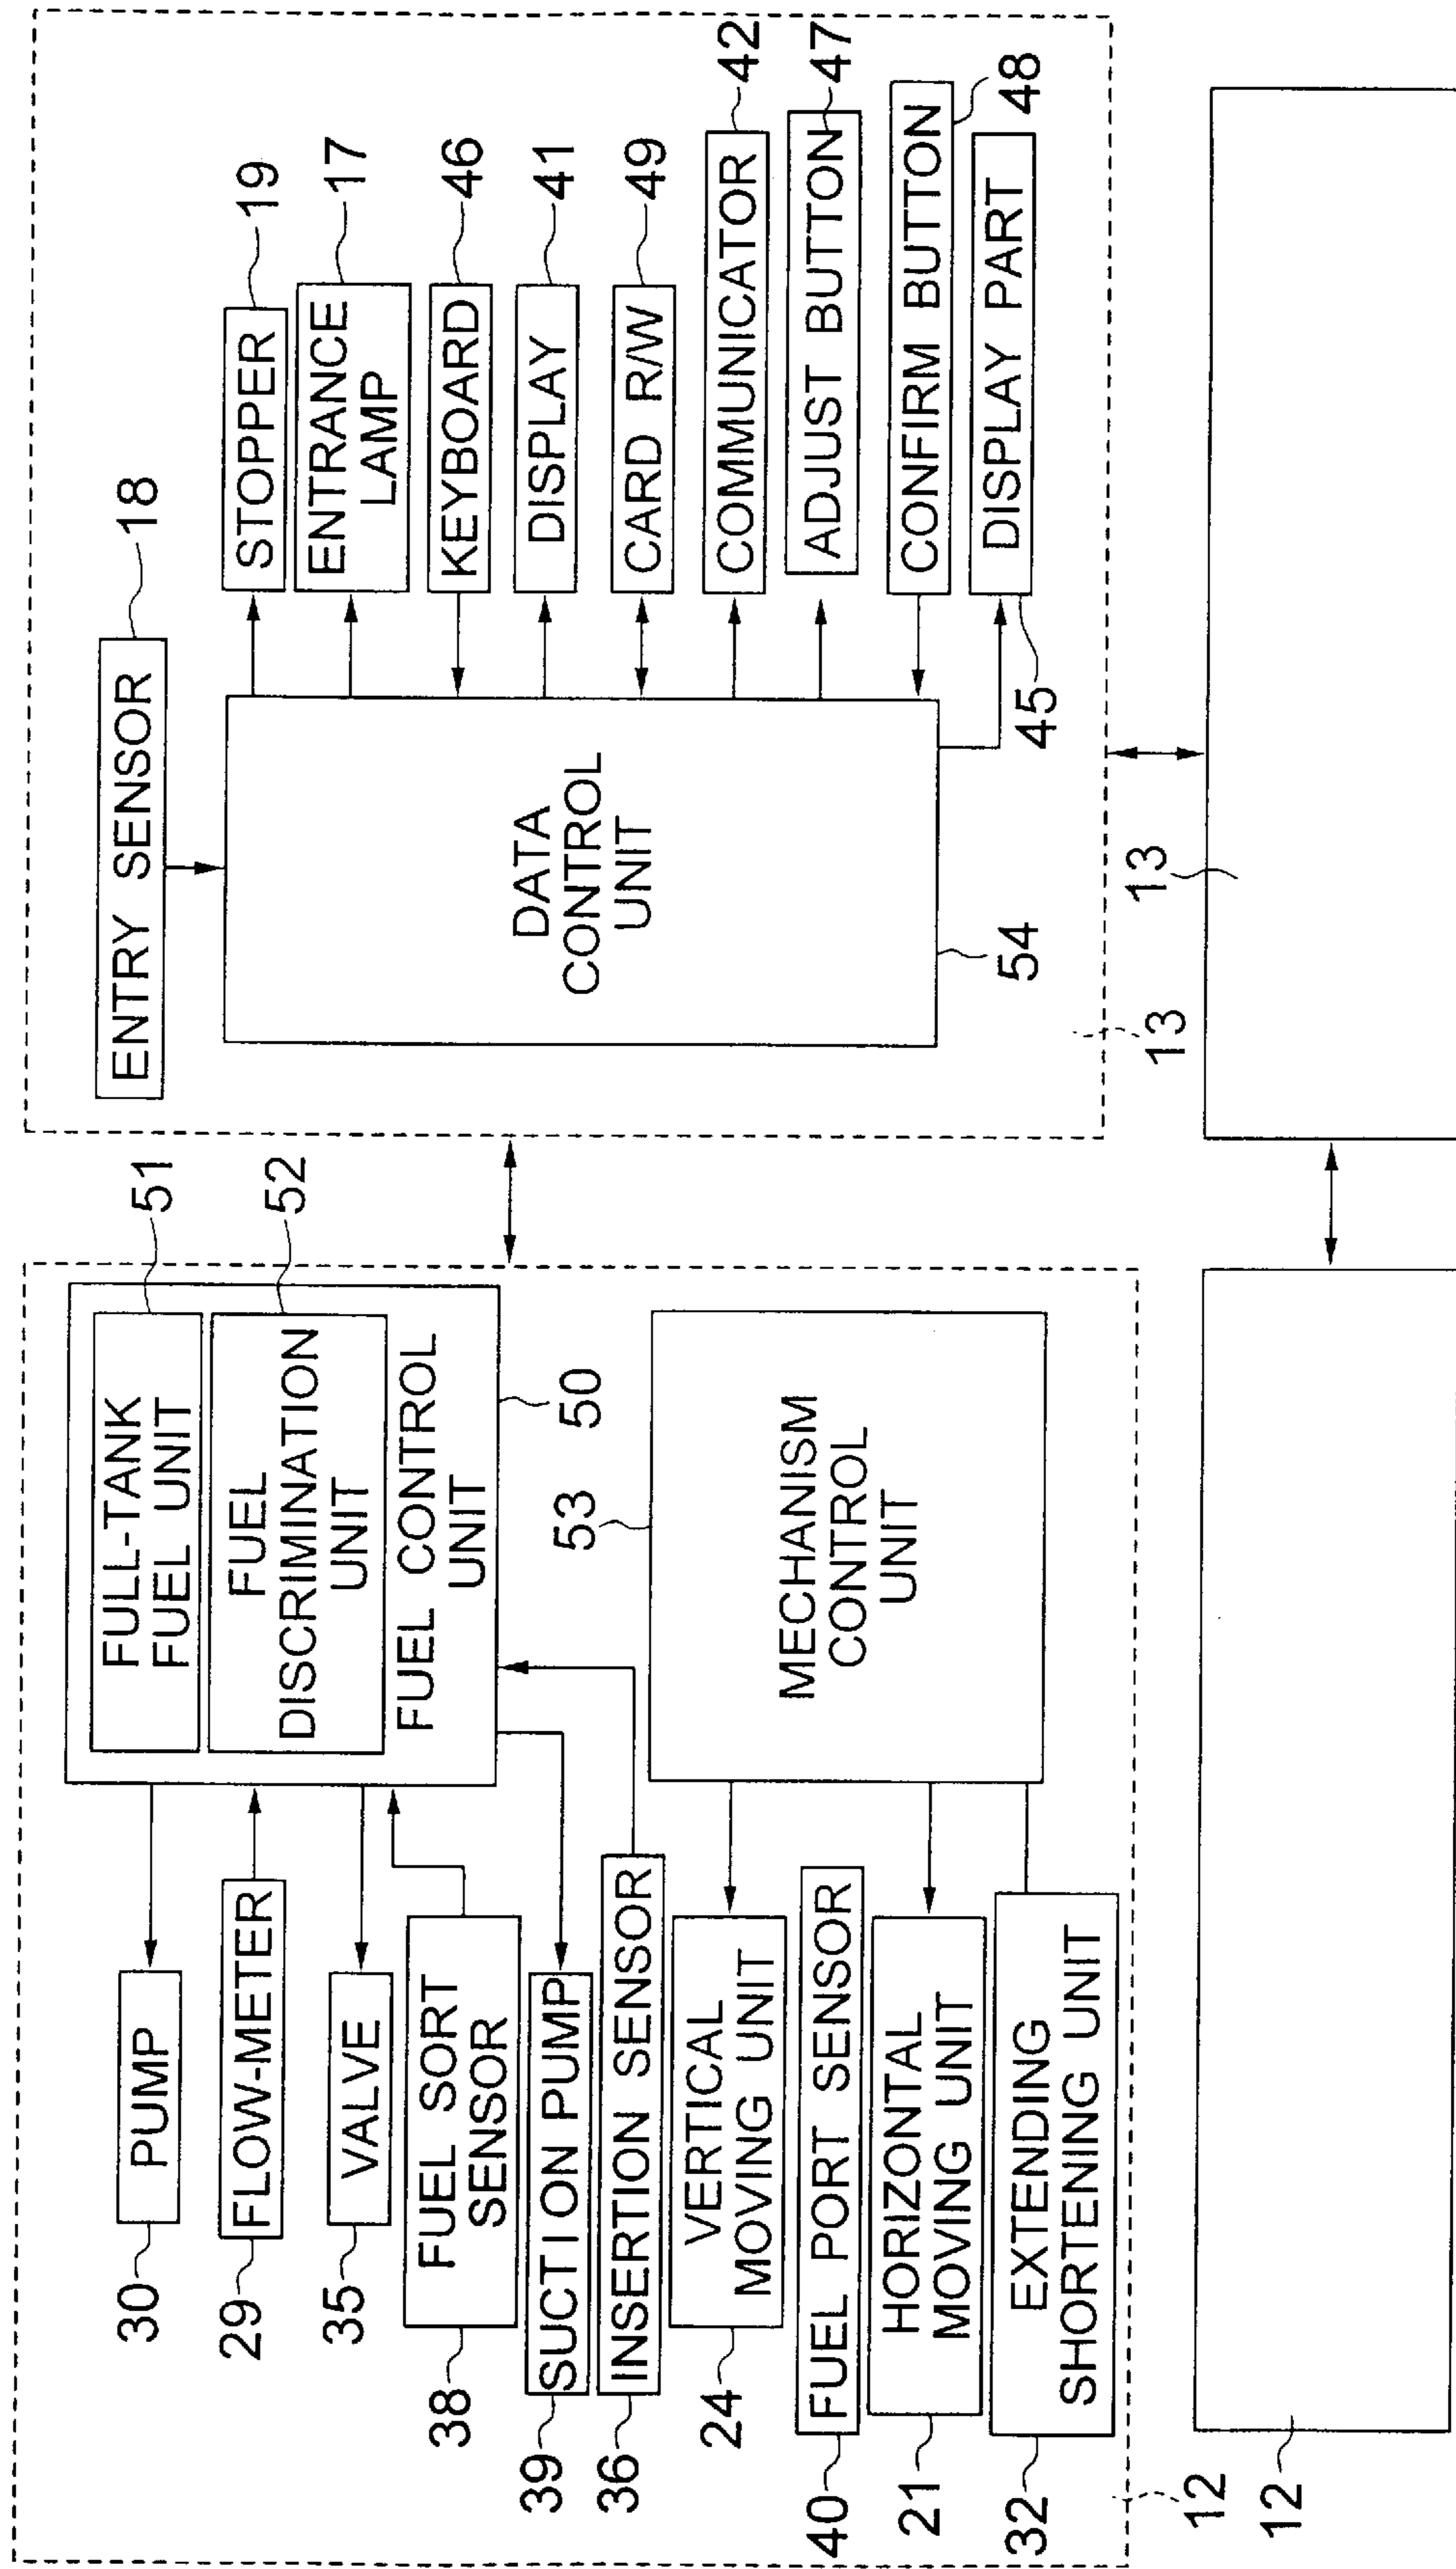 30
PUMP
29
FLOW-METER
35
VALVE
38
FUEL SORT
SENSOR
39
SUCTION PUMP
36
INSERTION SENSOR
24
VERTICAL
MOVING UNIT
40
FUEL PORT SENSOR
21
HORIZONTAL
MOVING UNIT
32
EXTENDING
SHORTENING UNIT
12
FULL-TANK
FUEL UNIT
51
FUEL
DISCRIMINATION
UNIT
52
FUEL CONTROL
UNIT
50
53
MECHANISM
CONTROL
UNIT
ENTRY SENSOR
18
DATA
CONTROL
UNIT
54
STOPPER
19
ENTRANCE
LAMP
17
KEYBOARD
46
DISPLAY
41
CARD R/W
49
COMMUNICATOR
42
ADJUST BUTTON
47
CONFIRM BUTTON
48
DISPLAY PART
45
13
12
13